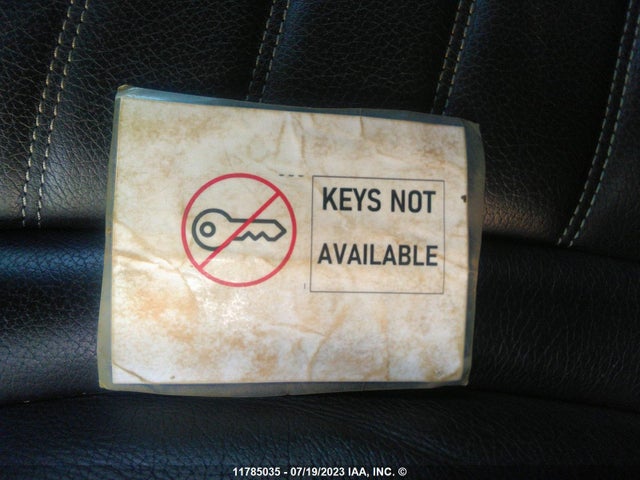 KEYS NOT
AVAILABLE
11785035 - 07/19/2023 IAA, INC. ©